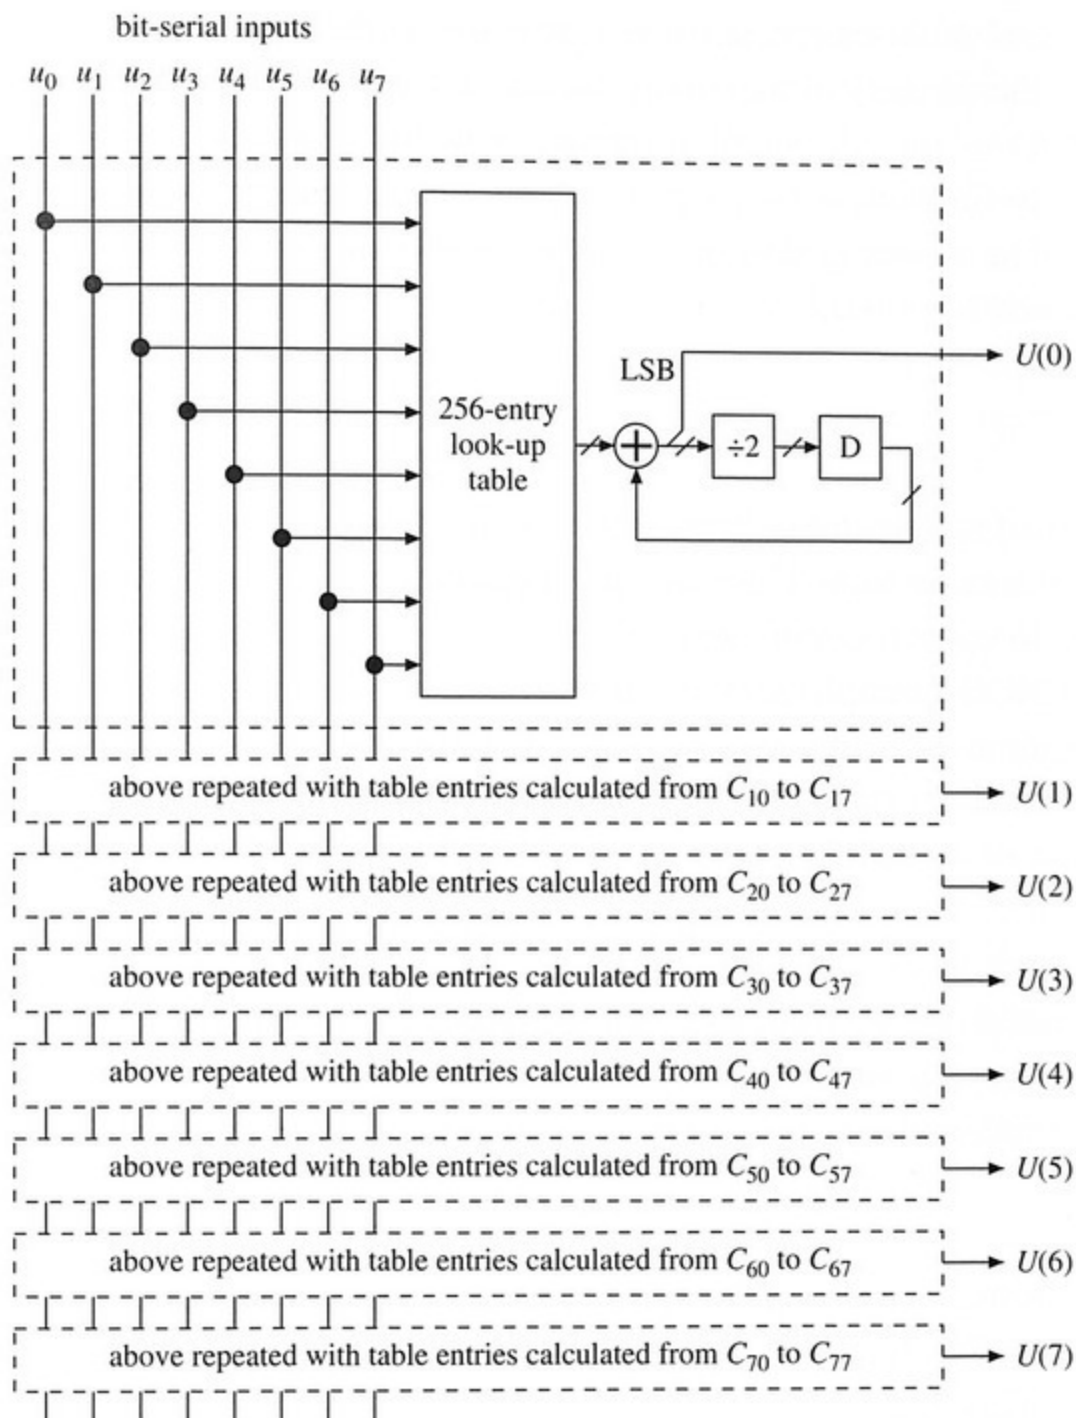 bit-serial inputs
u₀ u₁ u₂ u₃ u₄ u₅ u₆ u₇
LSB
U(0)
256-entry
look-up
table
÷2
D
above repeated with table entries calculated from C₁₀ to C₁₇
U(1)
above repeated with table entries calculated from C₂₀ to C₂₇
U(2)
above repeated with table entries calculated from C₃₀ to C₃₇
U(3)
above repeated with table entries calculated from C₄₀ to C₄₇
U(4)
above repeated with table entries calculated from C₅₀ to C₅₇
U(5)
above repeated with table entries calculated from C₆₀ to C₆₇
U(6)
above repeated with table entries calculated from C₇₀ to C₇₇
U(7)